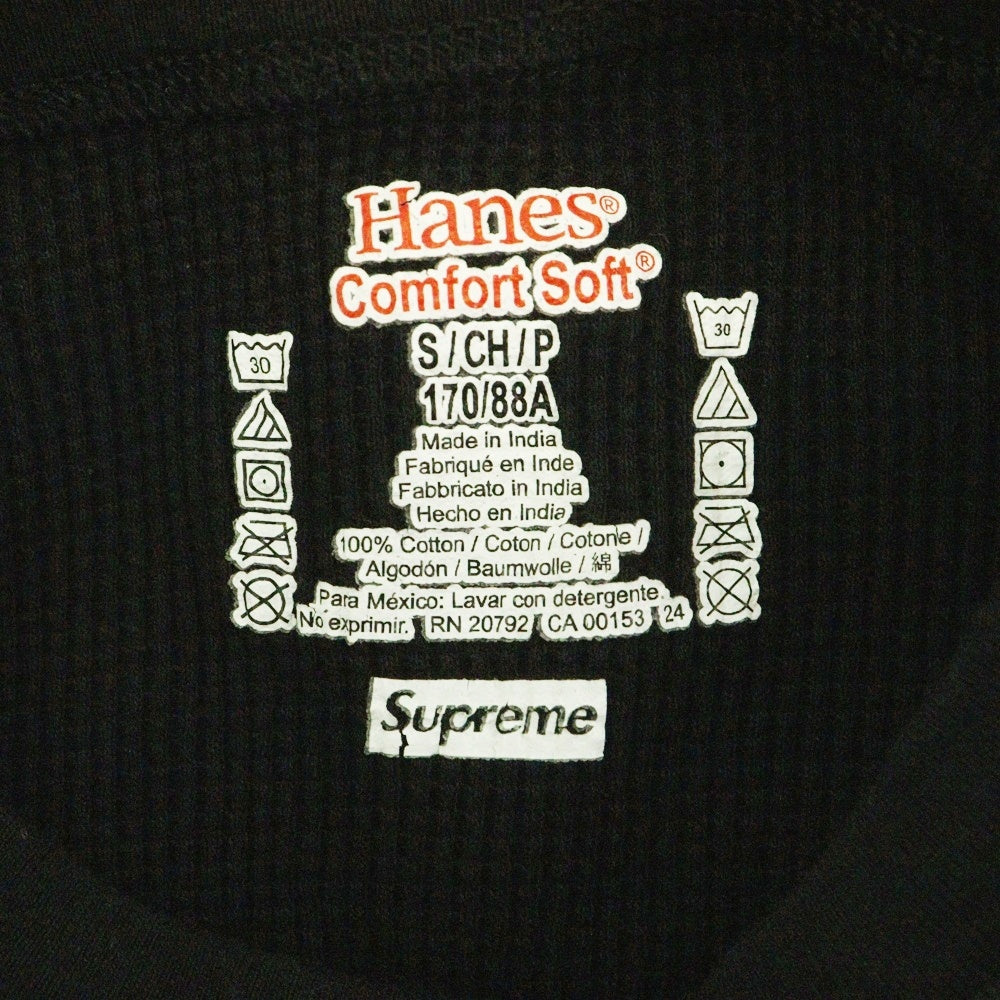 Hanes®
Comfort Soft®
S/CH/P
170/88A
30
30
Made in India
Fabriqué en Inde
Fabbricato in India
Hecho en India
100% Cotton / Coton / Cotone /
Algodón / Baumwolle / 綿
Para México: Lavar con detergente.
No exprimir. RN 20792 CA 00153 24
Supreme